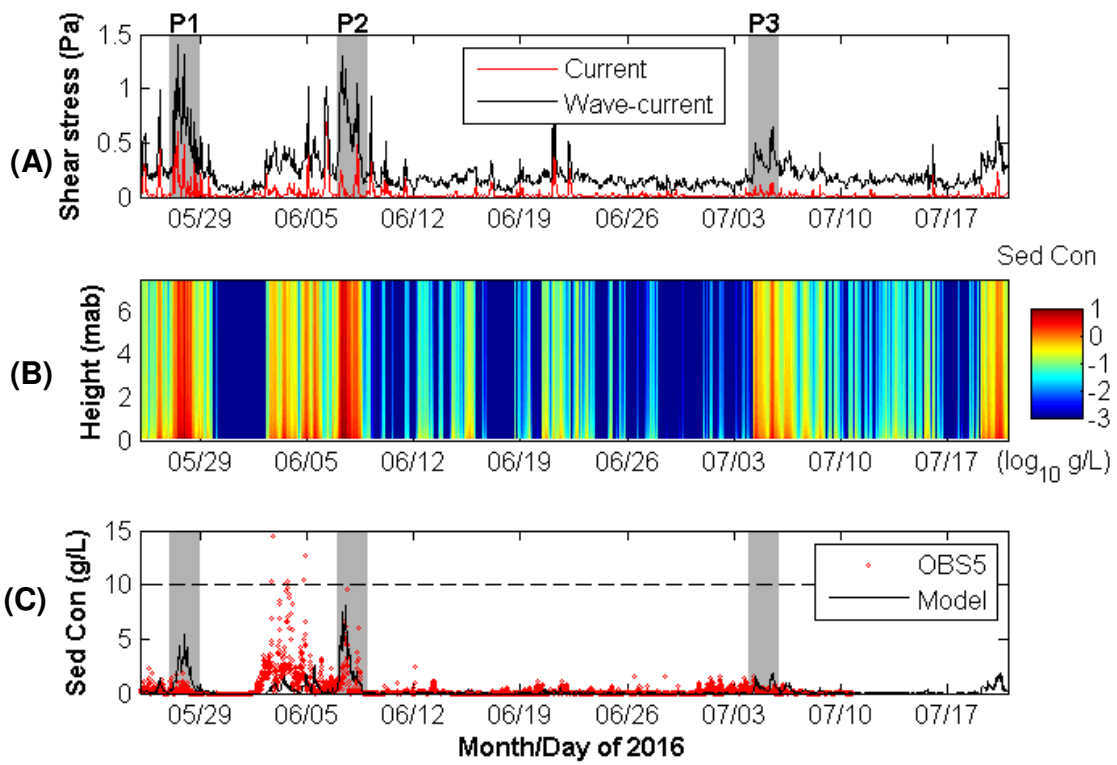 P1 P2 P3
(A)
Shear stress (Pa)
1.5
1
0.5
0
Current
Wave-current
05/29 06/05 06/12 06/19 06/26 07/03 07/10 07/17
(B)
Height (mab)
6
4
2
0
05/29 06/05 06/12 06/19 06/26 07/03 07/10 07/17
Sed Con
1
0
-1
-2
-3
(log10 g/L)
(C)
Sed Con (g/L)
15
10
5
0
OBS5
Model
05/29 06/05 06/12 06/19 06/26 07/03 07/10 07/17
Month/Day of 2016